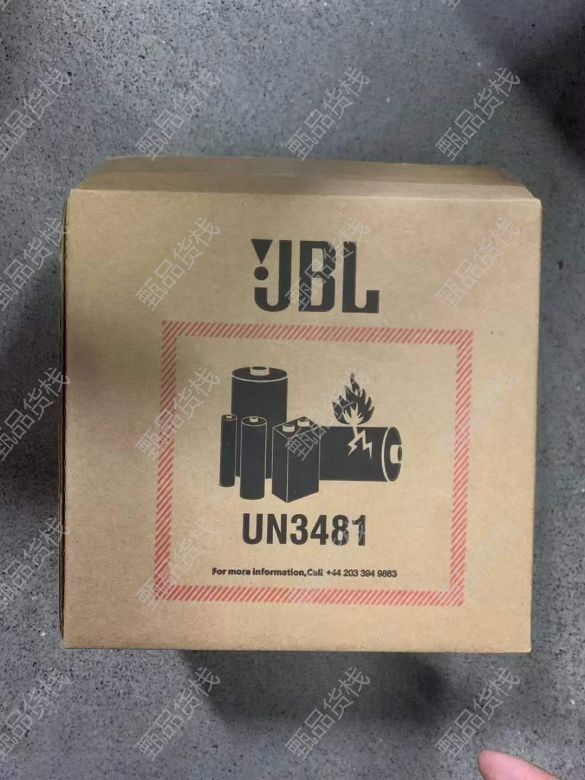 JBL
UN3481
For more information,Call +44 203 394 9863
甄品货栈